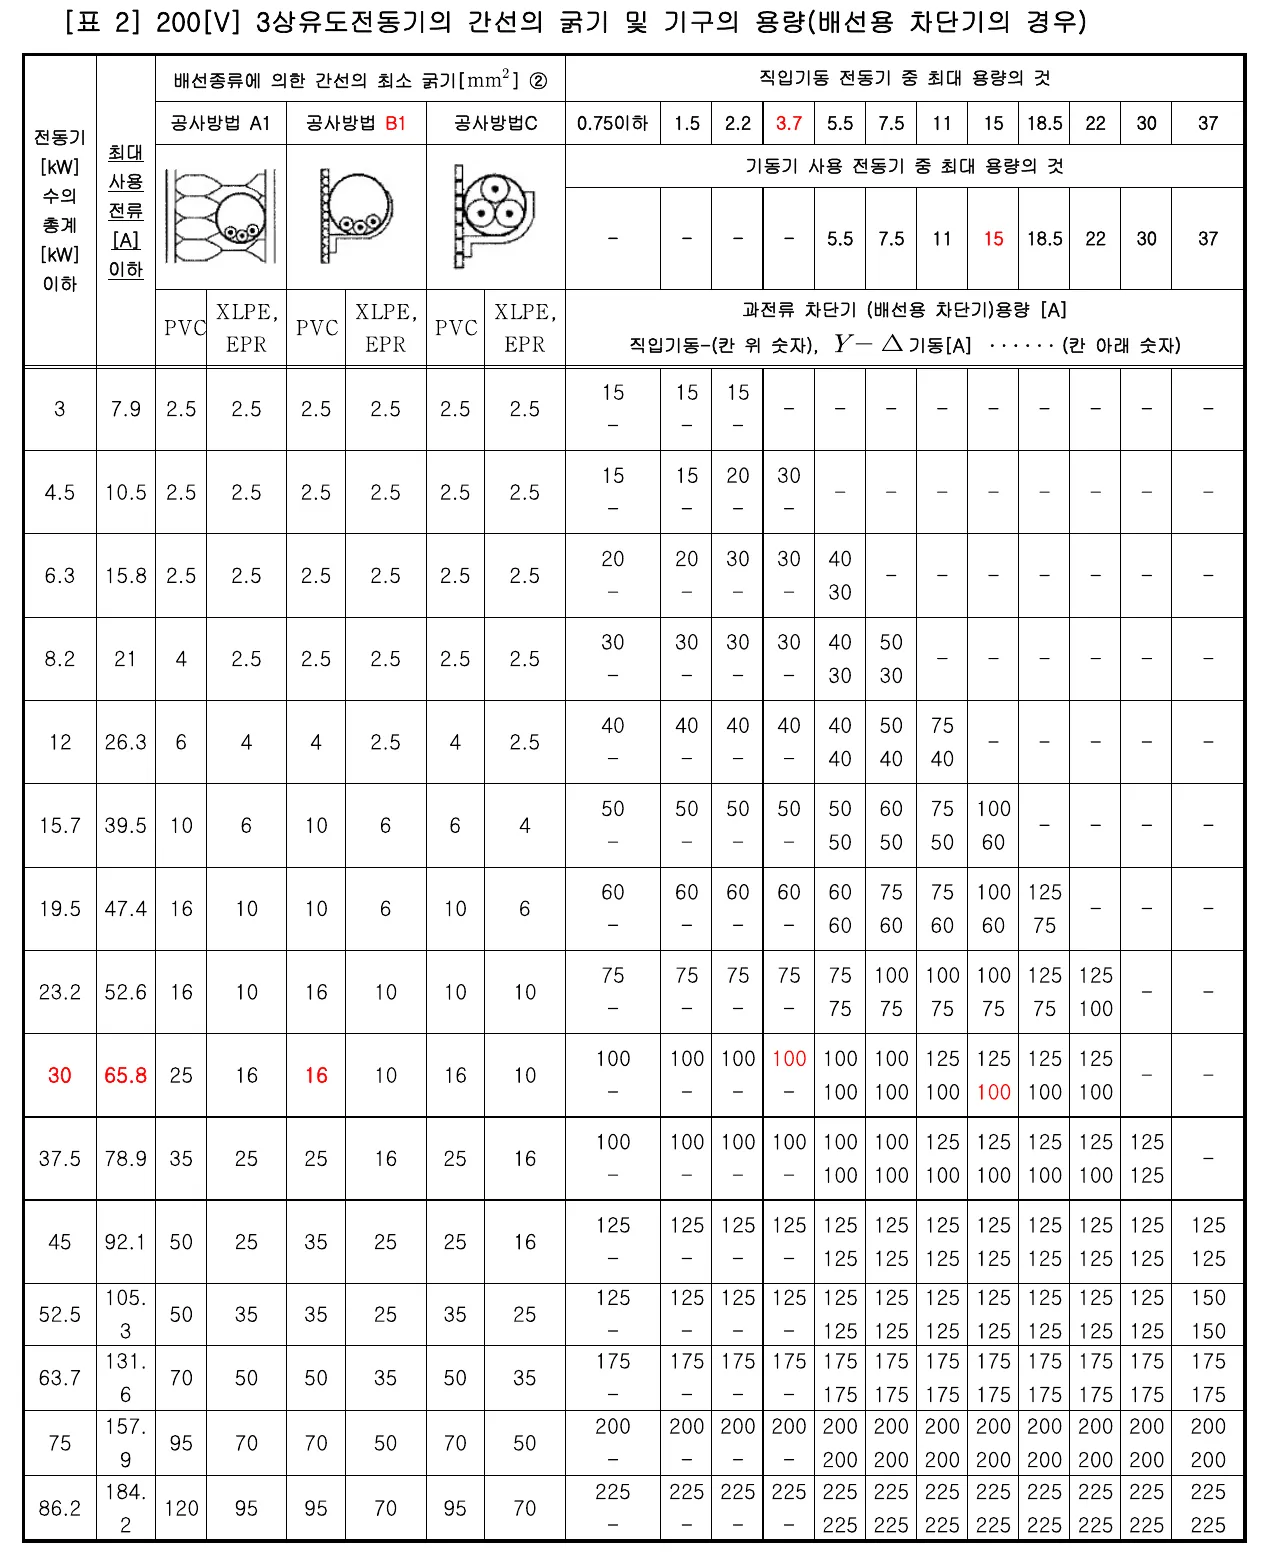 [표 2] 200[V] 3상유도전동기의 간선의 굵기 및 기구의 용량(배선용 차단기의 경우)
전동기 [kW] 수의 총계 [kW] 이하
최대 사용 전류 [A] 이하
배선종류에 의한 간선의 최소 굵기[mm²] ②
직입기동 전동기 중 최대 용량의 것
공사방법 A1 공사방법 B1 공사방법C 0.75이하 1.5 2.2 3.7 5.5 7.5 11 15 18.5 22 30 37
기동기 사용 전동기 중 최대 용량의 것
- - - - 5.5 7.5 11 15 18.5 22 30 37
PVC XLPE, EPR PVC XLPE, EPR PVC XLPE, EPR
과전류 차단기 (배선용 차단기)용량 [A]
직입기동-(칸 위 숫자), Y-Δ기동[A] ······ (칸 아래 숫자)
3 7.9 2.5 2.5 2.5 2.5 2.5 2.5 15 15 15 - - - - - - - - -
- - -
4.5 10.5 2.5 2.5 2.5 2.5 2.5 2.5 15 15 20 30 - - - - - - - -
- - - -
6.3 15.8 2.5 2.5 2.5 2.5 2.5 2.5 20 20 30 30 40 - - - - - - -
- - - - 30
8.2 21 4 2.5 2.5 2.5 2.5 2.5 30 30 30 30 40 50 - - - - - -
- - - - 30 30
12 26.3 6 4 4 2.5 4 2.5 40 40 40 40 40 50 75 - - - - -
- - - - 40 40 40
15.7 39.5 10 6 10 6 6 4 50 50 50 50 50 60 75 100 - - - -
- - - - 50 50 50 60
19.5 47.4 16 10 10 6 10 6 60 60 60 60 60 75 75 100 125 - - -
- - - - 60 60 60 60 75
23.2 52.6 16 10 16 10 10 10 75 75 75 75 75 100 100 100 125 125 - -
- - - - 75 75 75 75 75 100
30 65.8 25 16 16 10 16 10 100 100 100 100 100 100 125 125 125 125 - -
- - - - 100 100 100 100 100 100
37.5 78.9 35 25 25 16 25 16 100 100 100 100 100 100 125 125 125 125 125 -
- - - - 100 100 100 100 100 100 125
45 92.1 50 25 35 25 25 16 125 125 125 125 125 125 125 125 125 125 125 125
- - - - 125 125 125 125 125 125 125 125
52.5 105.3 50 35 35 25 35 25 125 125 125 125 125 125 125 125 125 125 125 150
- - - - 125 125 125 125 125 125 125 150
63.7 131.6 70 50 50 35 50 35 175 175 175 175 175 175 175 175 175 175 175 175
- - - - 175 175 175 175 175 175 175 175
75 157.9 95 70 70 50 70 50 200 200 200 200 200 200 200 200 200 200 200 200
- - - - 200 200 200 200 200 200 200 200
86.2 184.2 120 95 95 70 95 70 225 225 225 225 225 225 225 225 225 225 225 225
- - - - 225 225 225 225 225 225 225 225